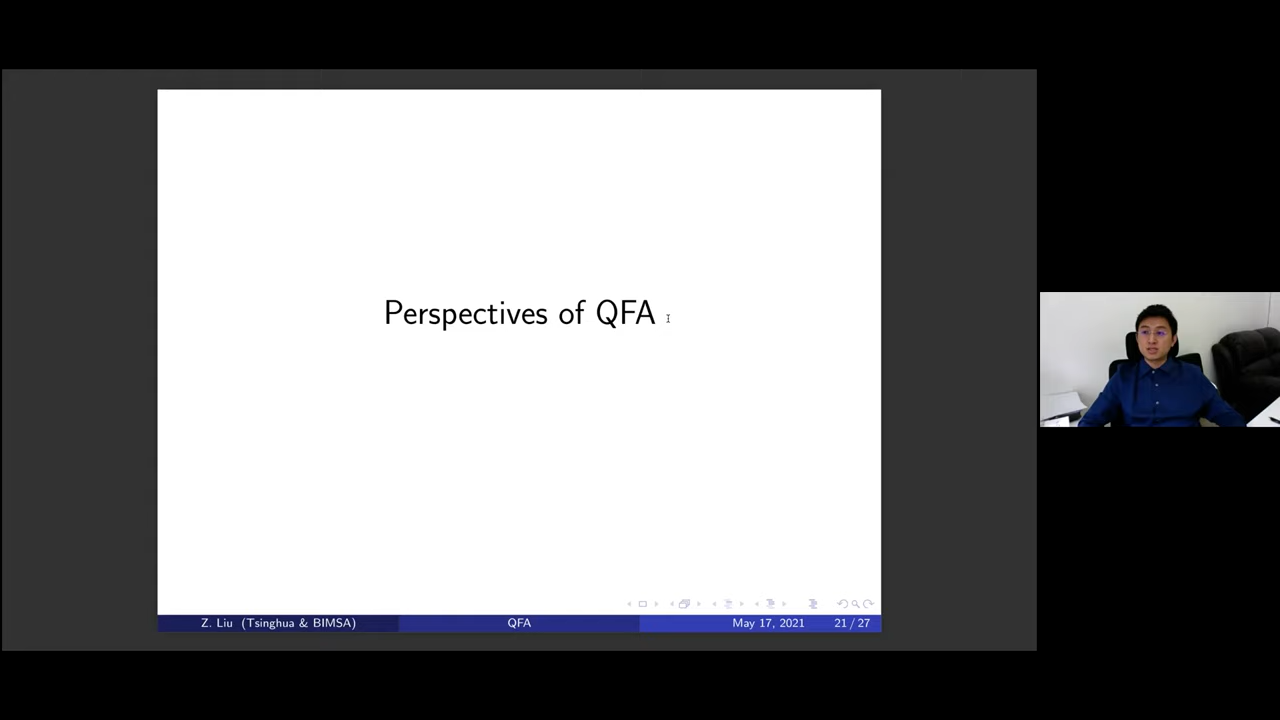 Perspectives of QFA
Z. Liu (Tsinghua & BIMSA)
QFA
May 17, 2021
21 / 27